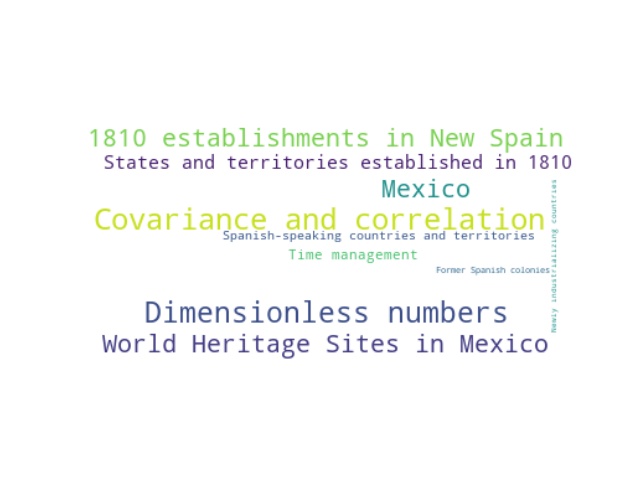 1810 establishments in New Spain
States and territories established in 1810
Mexico
Covariance and correlation
Spanish-speaking countries and territories
Time management
Former Spanish colonies
Newly industrializing countries
Dimensionless numbers
World Heritage Sites in Mexico